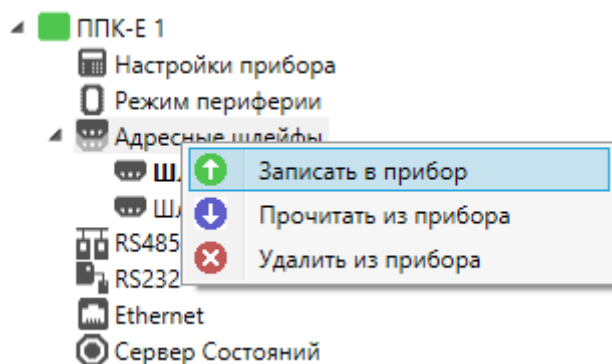 ППК-Е 1
Настройки прибора
Режим периферии
Адресные шлейфы
Записать в прибор
Прочитать из прибора
Удалить из прибора
RS485
RS232
Ethernet
Сервер Состояний